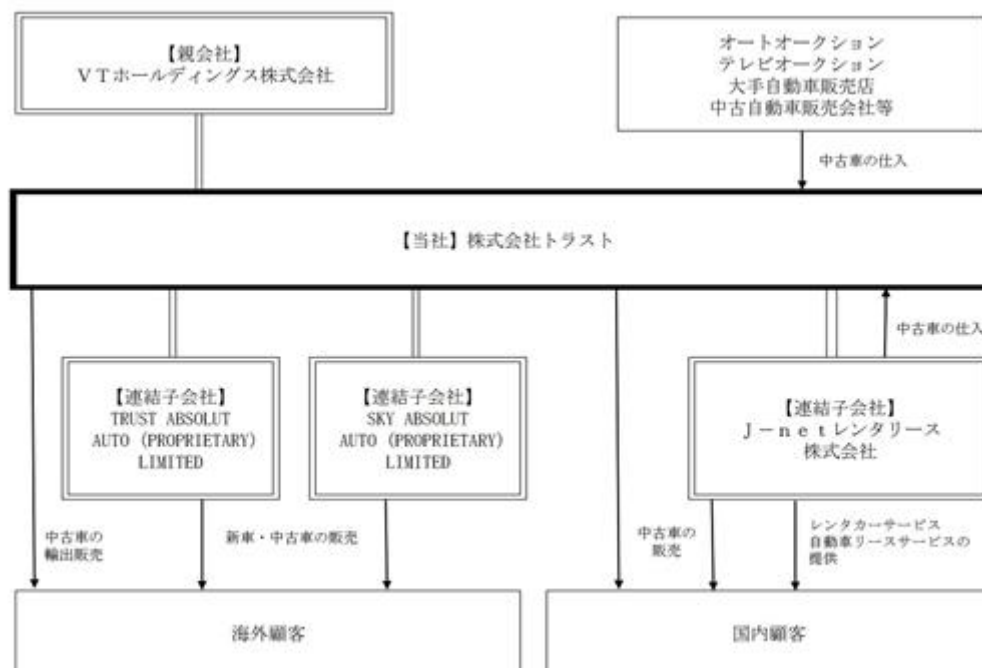 【親会社】
VTホールディングス株式会社
オートオークション
テレビオークション
大手自動車販売店
中古自動車販売会社等
中古車の仕入
【当社】株式会社トラスト
中古車の仕入
【連結子会社】
TRUST ABSOLUT
AUTO (PROPRIETARY)
LIMITED
【連結子会社】
SKY ABSOLUT
AUTO (PROPRIETARY)
LIMITED
【連結子会社】
J-netレンタリース
株式会社
中古車の
輸出販売
新車・中古車の販売
中古車の
販売
レンタカーサービス
自動車リースサービスの
提供
海外顧客
国内顧客